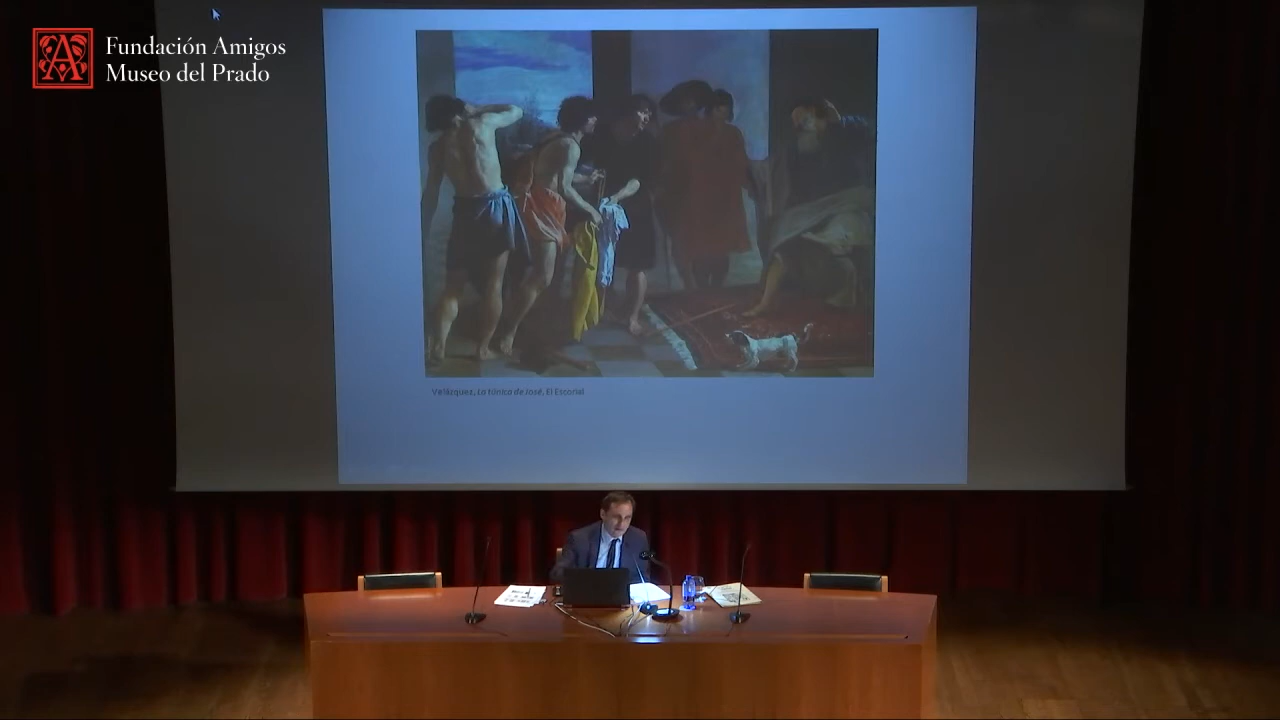 Fundación Amigos
Museo del Prado
Velázquez, La túnica de José, El Escorial